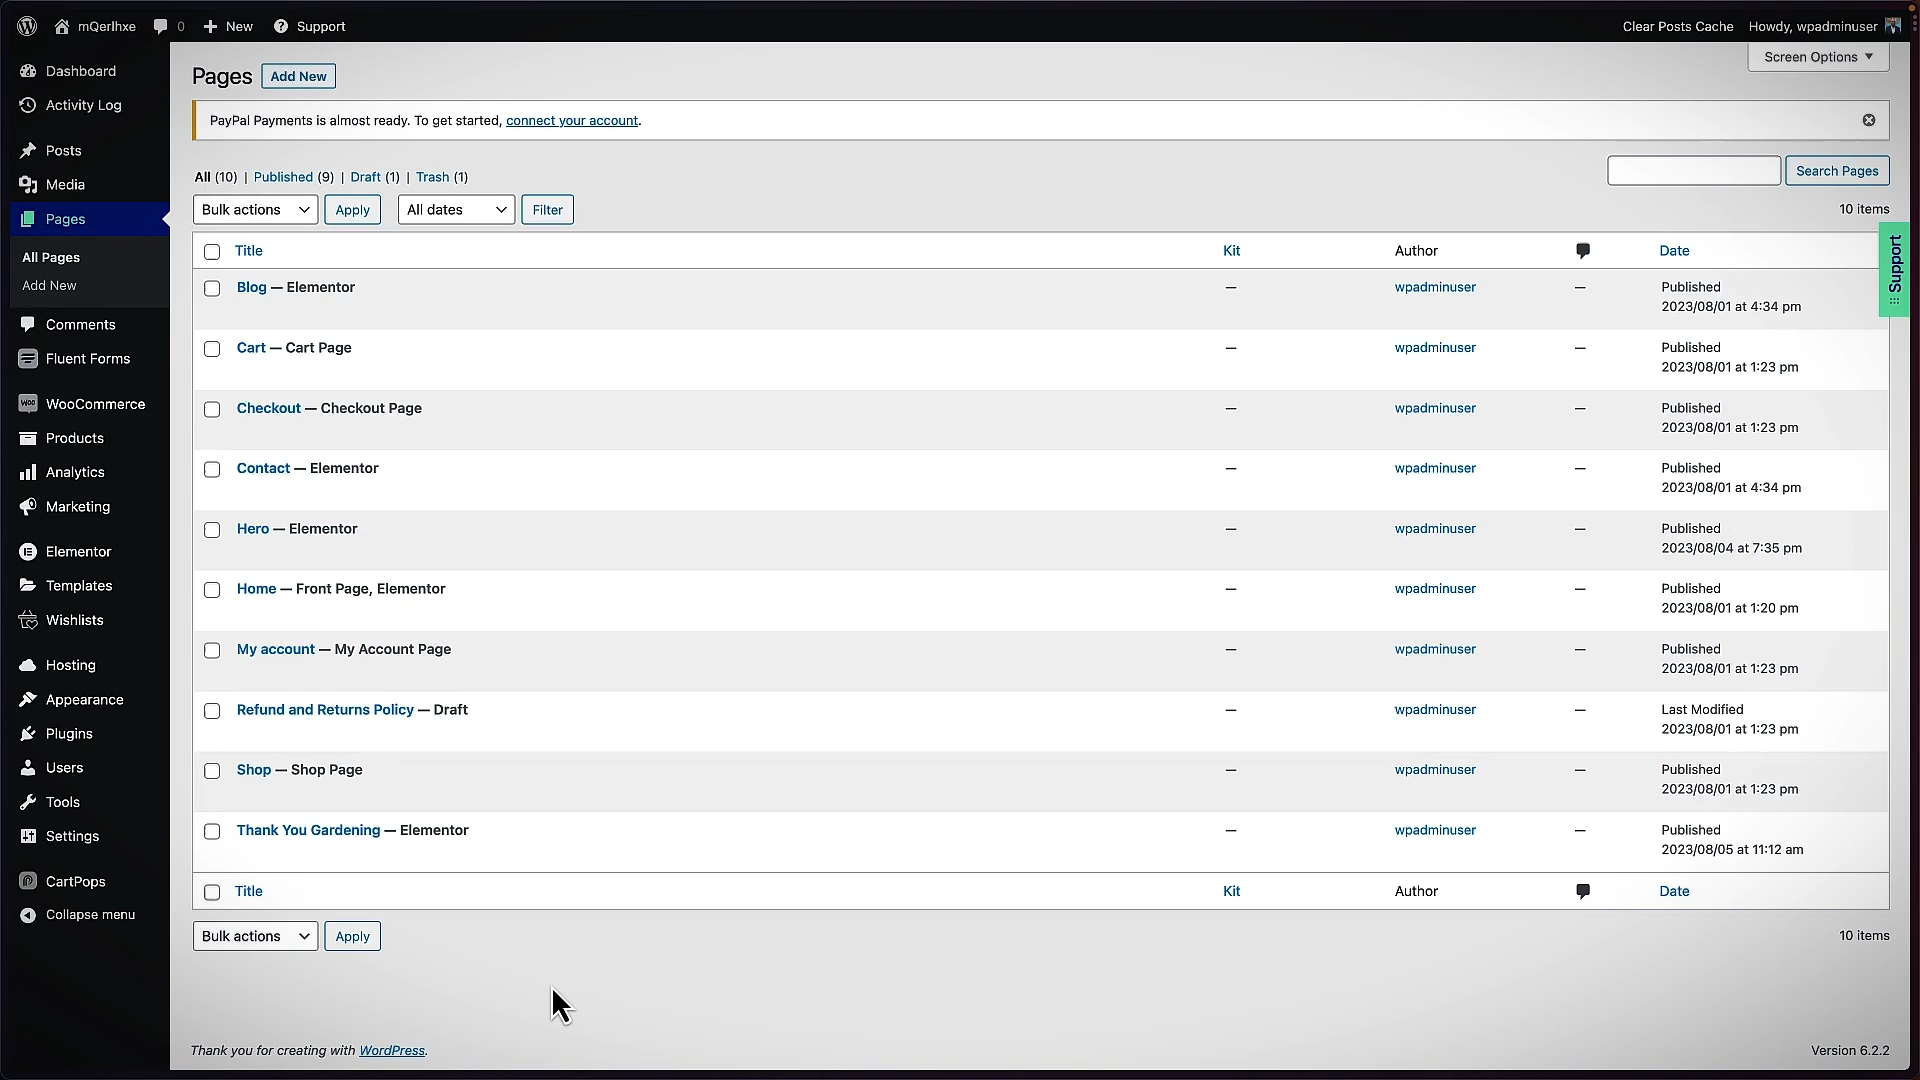 mQerlhxe 0 New Support Clear Posts Cache Howdy, wpadminuser
Dashboard
Activity Log
Posts
Media
Pages
All Pages
Add New
Comments
Fluent Forms
WooCommerce
Products
Analytics
Marketing
Elementor
Templates
Wishlists
Hosting
Appearance
Plugins
Users
Tools
Settings
CartPops
Collapse menu
Screen Options
Pages Add New
PayPal Payments is almost ready. To get started, connect your account.
All (10) | Published (9) | Draft (1) | Trash (1)
Search Pages
Bulk actions Apply All dates Filter 10 items
Title Kit Author Date
Blog — Elementor — wpadminuser — Published
2023/08/01 at 4:34 pm
Cart — Cart Page — wpadminuser — Published
2023/08/01 at 1:23 pm
Checkout — Checkout Page — wpadminuser — Published
2023/08/01 at 1:23 pm
Contact — Elementor — wpadminuser — Published
2023/08/01 at 4:34 pm
Hero — Elementor — wpadminuser — Published
2023/08/04 at 7:35 pm
Home — Front Page, Elementor — wpadminuser — Published
2023/08/01 at 1:20 pm
My account — My Account Page — wpadminuser — Published
2023/08/01 at 1:23 pm
Refund and Returns Policy — Draft — wpadminuser — Last Modified
2023/08/01 at 1:23 pm
Shop — Shop Page — wpadminuser — Published
2023/08/01 at 1:23 pm
Thank You Gardening — Elementor — wpadminuser — Published
2023/08/05 at 11:12 am
Title Kit Author Date
Bulk actions Apply 10 items
Support
Thank you for creating with WordPress. Version 6.2.2